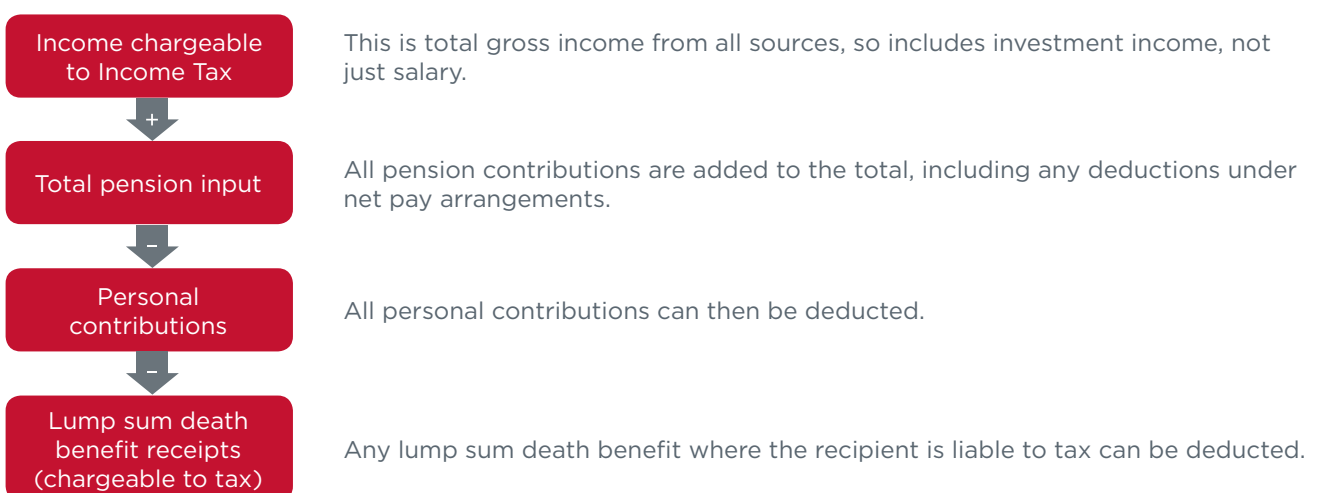 Income chargeable
to Income Tax
This is total gross income from all sources, so includes investment income, not
just salary.
+
Total pension input
All pension contributions are added to the total, including any deductions under
net pay arrangements.
–
Personal
contributions
All personal contributions can then be deducted.
–
Lump sum death
benefit receipts
(chargeable to tax)
Any lump sum death benefit where the recipient is liable to tax can be deducted.